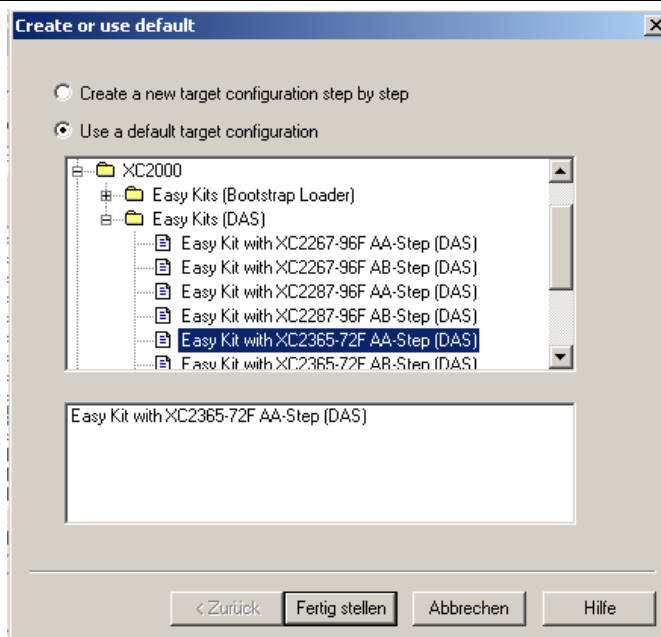 Create or use default
Create a new target configuration step by step
Use a default target configuration
XC2000
Easy Kits (Bootstrap Loader)
Easy Kits (DAS)
Easy Kit with XC2267-96F AA-Step (DAS)
Easy Kit with XC2267-96F AB-Step (DAS)
Easy Kit with XC2287-96F AA-Step (DAS)
Easy Kit with XC2287-96F AB-Step (DAS)
Easy Kit with XC2365-72F AA-Step (DAS)
Easy Kit with XC2365-72F AB-Step (DAS)
Easy Kit with XC2365-72F AA-Step (DAS)
< Zurück Fertig stellen Abbrechen Hilfe